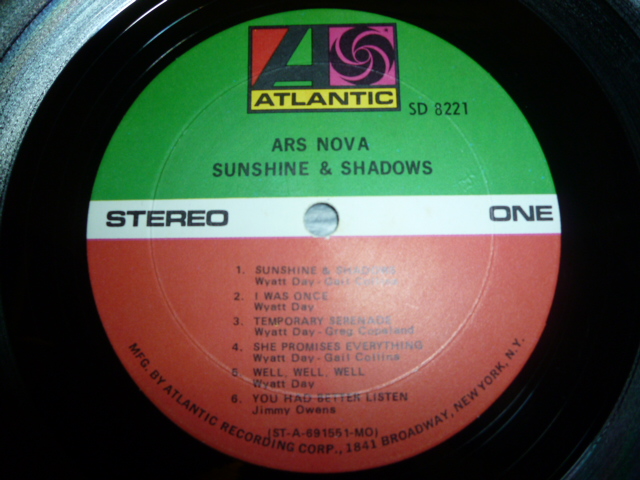 ATLANTIC
SD 8221
ARS NOVA
SUNSHINE & SHADOWS
STEREO
ONE
1. SUNSHINE & SHADOWS
Wyatt Day - Gail Collins
2. I WAS ONCE
Wyatt Day
3. TEMPORARY SERENADE
Wyatt Day - Greg Copeland
4. SHE PROMISES EVERYTHING
Wyatt Day - Gail Collins
5. WELL, WELL, WELL
Wyatt Day
6. YOU HAD BETTER LISTEN
Jimmy Owens
(ST-A-691551-MO)
MFG. BY ATLANTIC RECORDING CORP., 1841 BROADWAY, NEW YORK, N.Y.